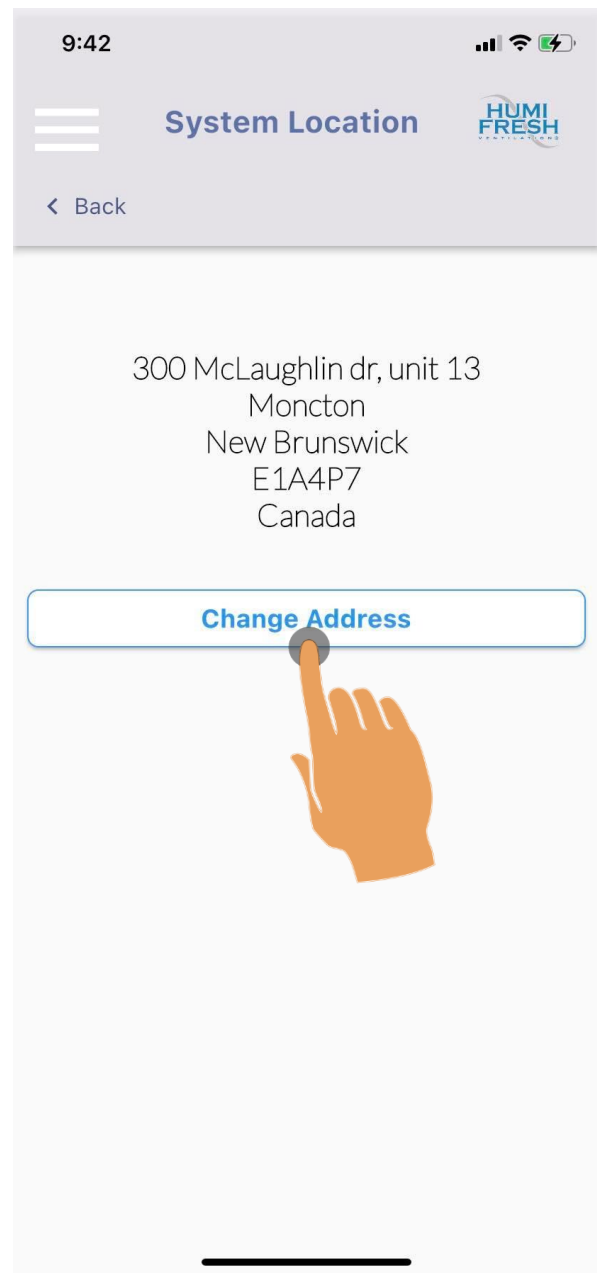 9:42
System Location
HUMI
FRESH
VENTILATIONS
Back
300 McLaughlin dr, unit 13
Moncton
New Brunswick
E1A4P7
Canada
Change Address